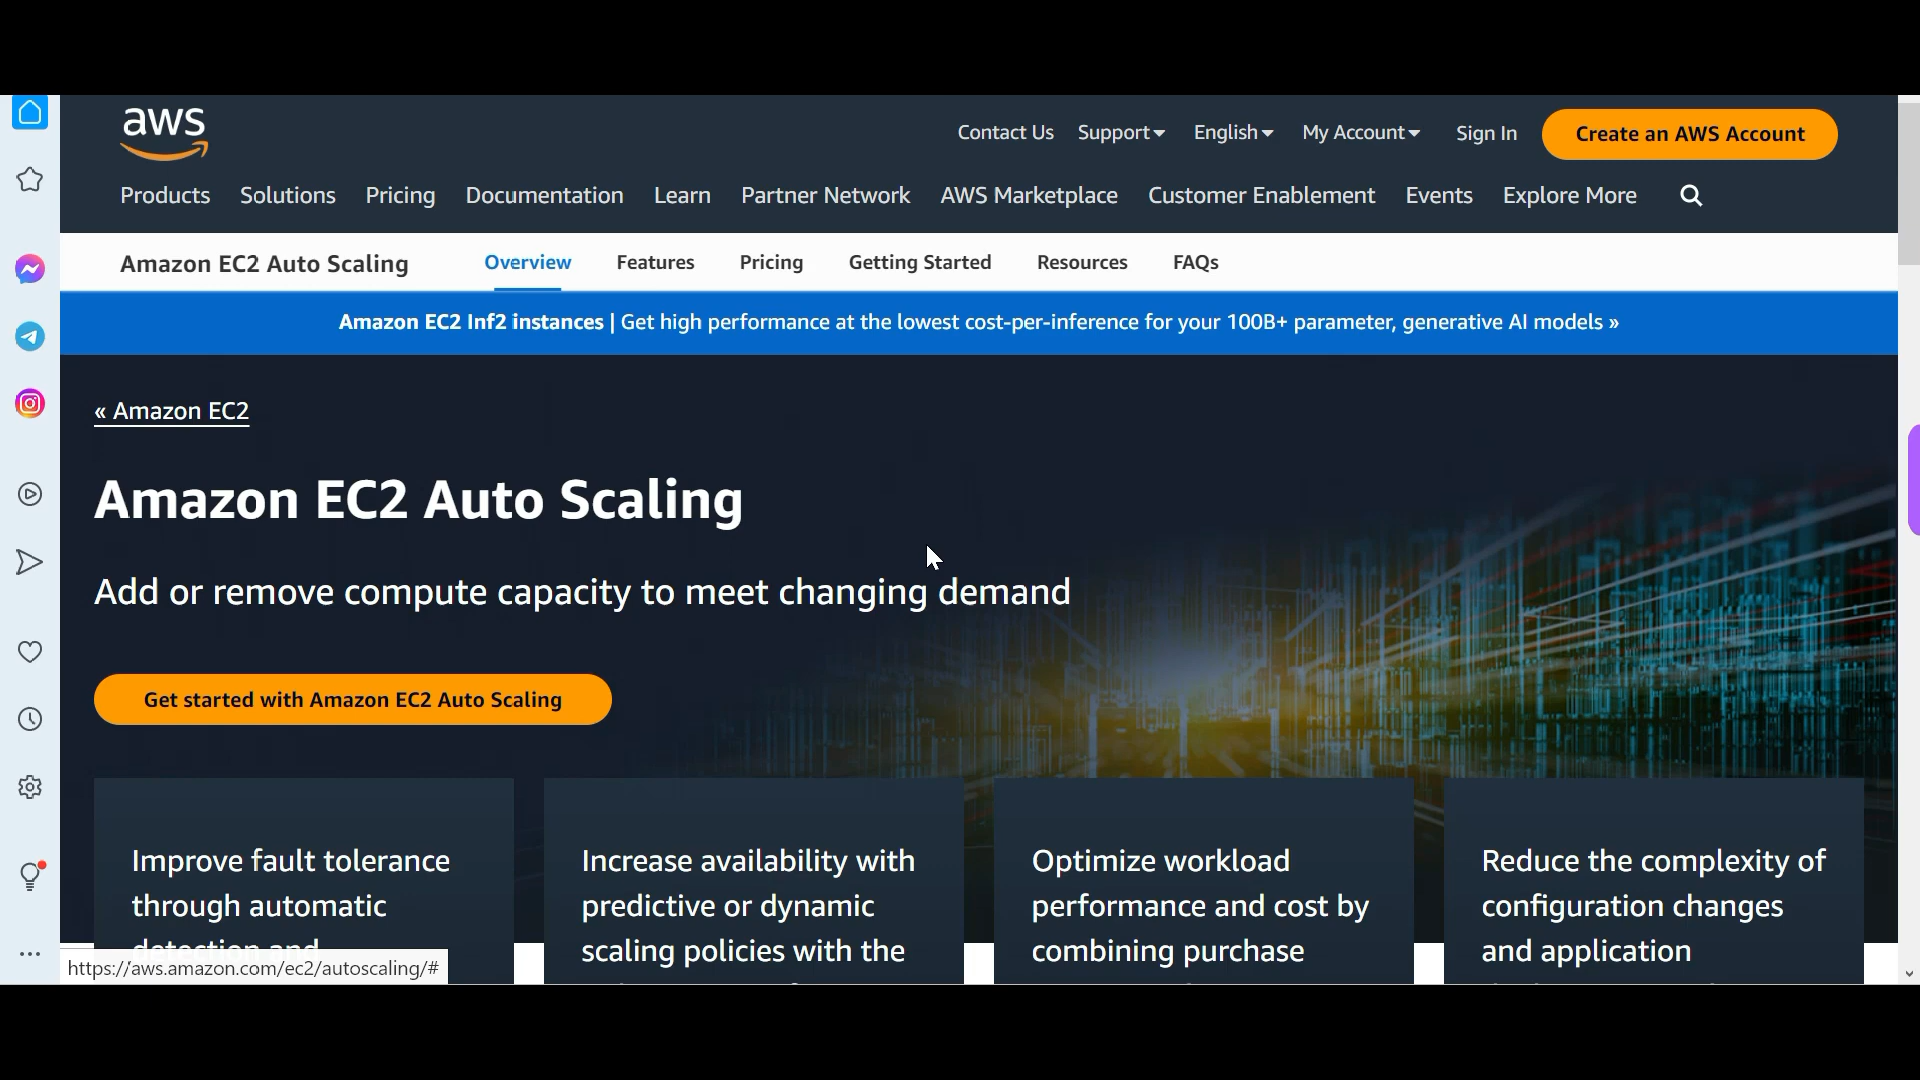 aws
Contact Us Support English My Account Sign In Create an AWS Account
Products Solutions Pricing Documentation Learn Partner Network AWS Marketplace Customer Enablement Events Explore More
Amazon EC2 Auto Scaling Overview Features Pricing Getting Started Resources FAQs
Amazon EC2 Inf2 instances | Get high performance at the lowest cost-per-inference for your 100B+ parameter, generative AI models »
« Amazon EC2
Amazon EC2 Auto Scaling
Add or remove compute capacity to meet changing demand
Get started with Amazon EC2 Auto Scaling
Improve fault tolerance
through automatic
detection and
Increase availability with
predictive or dynamic
scaling policies with the
Optimize workload
performance and cost by
combining purchase
Reduce the complexity of
configuration changes
and application
https://aws.amazon.com/ec2/autoscaling/#